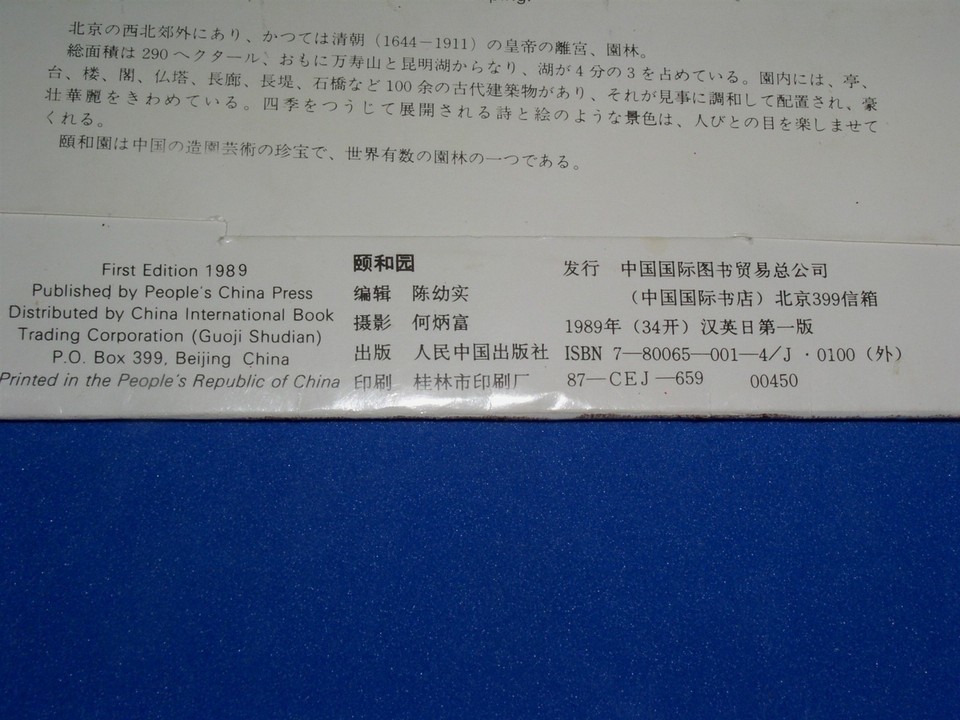 北京の西北郊外にあり、かつては清朝（1644－1911）の皇帝の離宮、園林。
総面積は290ヘクタール、おもに万寿山と昆明湖からなり、湖が4分の3を占めている。園内には、亭、
台、楼、閣、仏塔、長廊、長堤、石橋など100余の古代建築物があり、それが見事に調和して配置され、豪
壮華麗をきわめている。四季をつうじて展開される詩と絵のような景色は、人びとの目を楽しませて
くれる。
頤和園は中国の造園芸術の珍宝で、世界有数の園林の一つである。
First Edition 1989
Published by People's China Press
Distributed by China International Book
Trading Corporation (Guoji Shudian)
P.O. Box 399, Beijing China
Printed in the People's Republic of China
颐和园
编辑 陈幼实
摄影 何炳富
出版 人民中国出版社
印刷 桂林市印刷厂
发行 中国国际图书贸易总公司
（中国国际书店）北京399信箱
1989年（34开）汉英日第一版
ISBN 7—80065—001—4/J·0100（外）
87—CEJ—659 00450